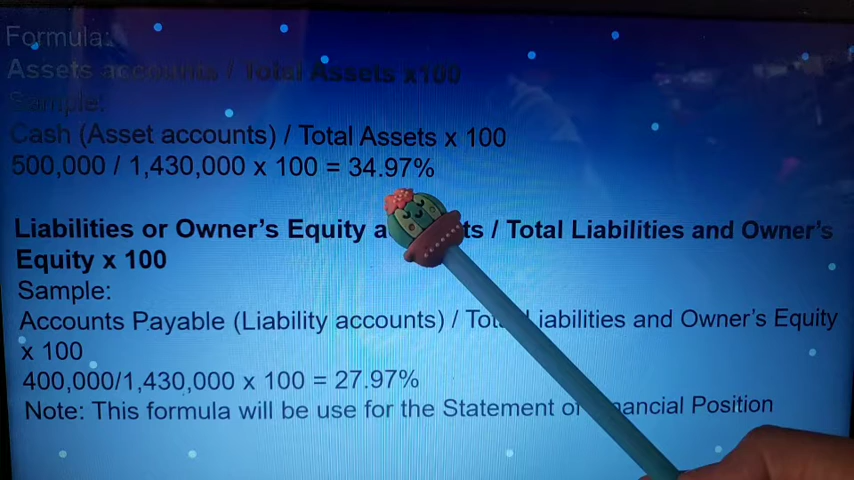 Formula:
Assets accounts / Total Assets x100
Sample:
Cash (Asset accounts) / Total Assets x 100
500,000 / 1,430,000 x 100 = 34.97%
Liabilities or Owner's Equity a ts / Total Liabilities and Owner's
Equity x 100
Sample:
Accounts Payable (Liability accounts) / Tot iabilities and Owner's Equity
x 100
400,000/1,430,000 x 100 = 27.97%
Note: This formula will be use for the Statement of nancial Position